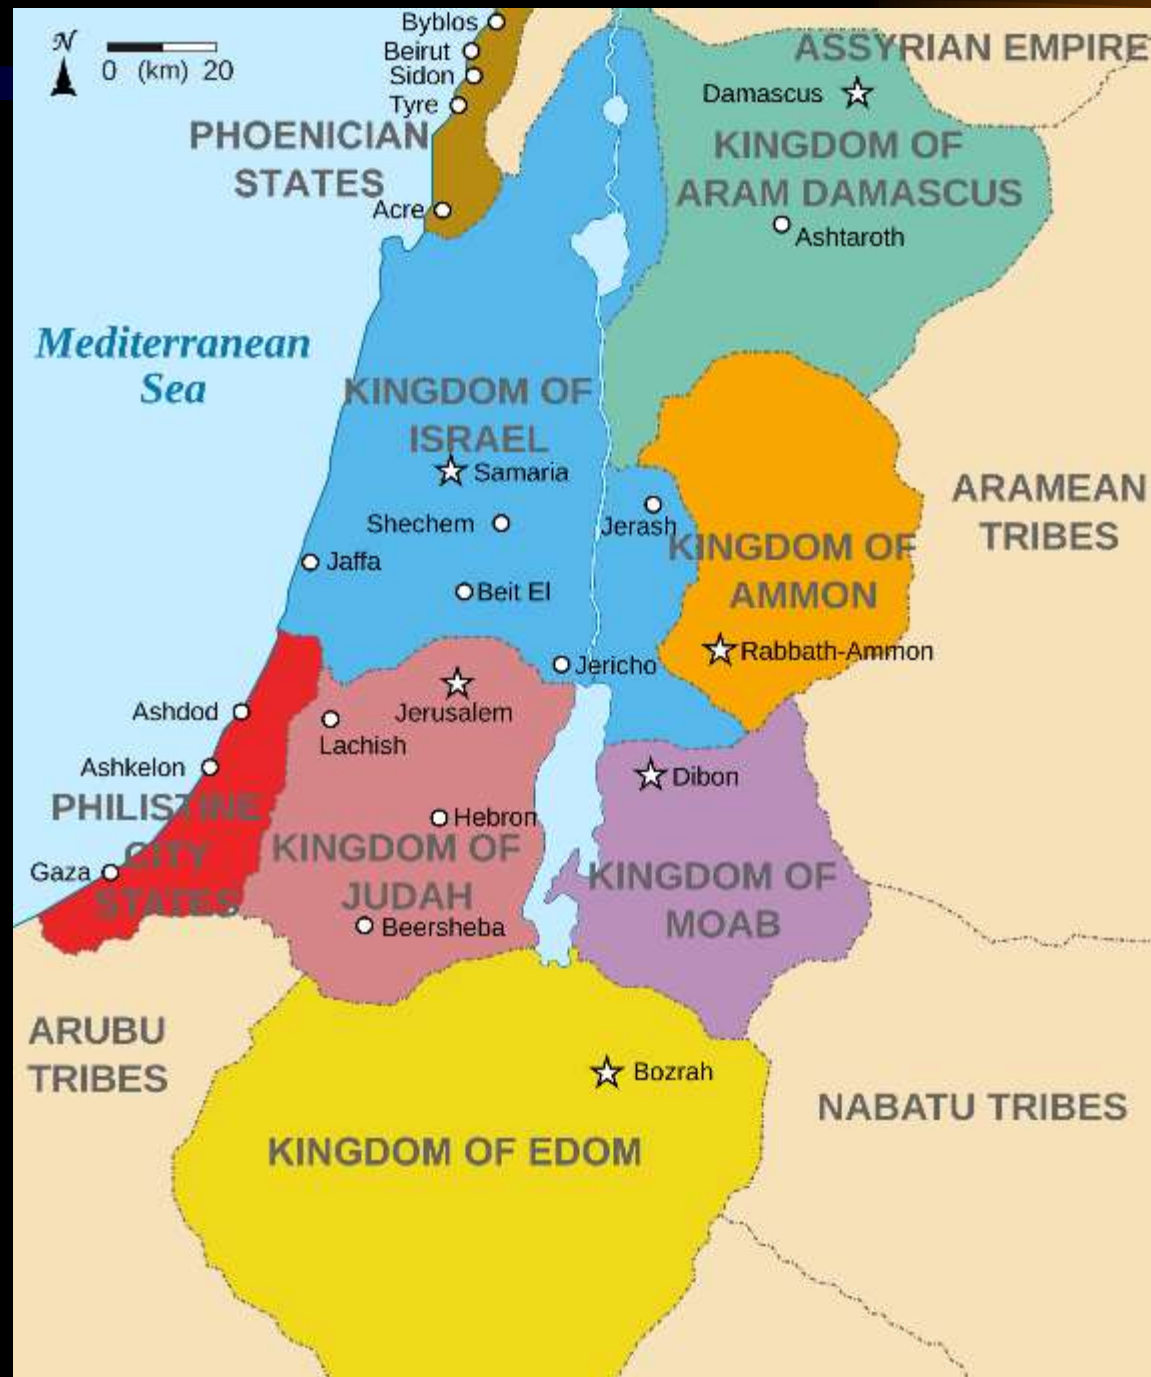 Byblos
N
Beirut
0 (km) 20
Sidon
Tyre
ASSYRIAN EMPIRE
Damascus
PHOENICIAN
STATES
KINGDOM OF
ARAM DAMASCUS
Acre
Ashtaroth
Mediterranean
Sea
KINGDOM OF
ISRAEL
Samaria
Shechem
Jerash
ARAMEAN
TRIBES
Jaffa
KINGDOM OF
AMMON
Beit El
Rabbath-Ammon
Jericho
Ashdod
Jerusalem
Lachish
Ashkelon
Dibon
PHILISTINE
CITY
STATES
Hebron
Gaza
KINGDOM OF
JUDAH
KINGDOM OF
MOAB
Beersheba
ARUBU
TRIBES
Bozrah
NABATU TRIBES
KINGDOM OF EDOM